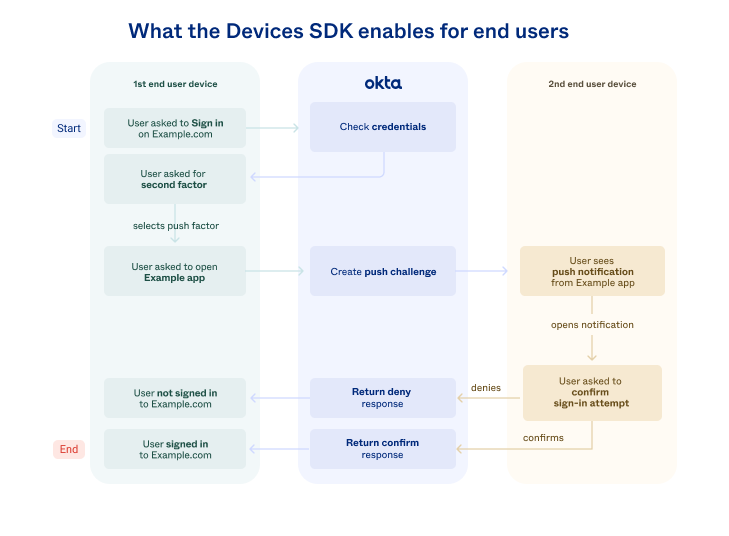 What the Devices SDK enables for end users
1st end user device
okta
2nd end user device
Start
User asked to Sign in
on Example.com
Check credentials
User asked for
second factor
selects push factor
User asked to open
Example app
Create push challenge
User sees
push notification
from Example app
opens notification
User asked to
confirm
sign-in attempt
denies
Return deny
response
User not signed in
to Example.com
confirms
Return confirm
response
User signed in
to Example.com
End